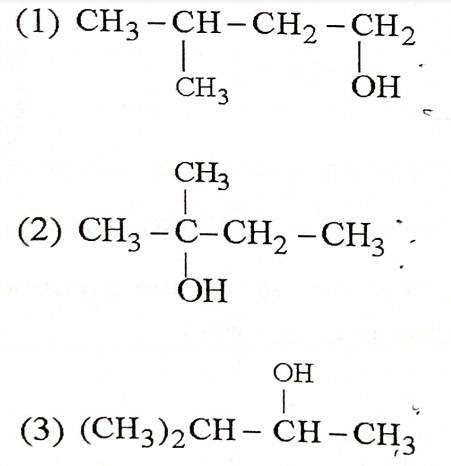 (1) CH₃ – CH – CH₂ – CH₂
CH₃ OH
CH₃
(2) CH₃ – C – CH₂ – CH₃
OH
OH
(3) (CH₃)₂CH – CH – CH₃